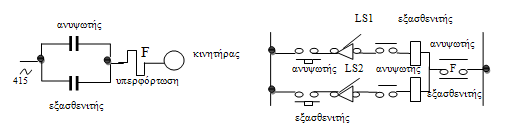 ανυψωτής
F
κινητήρας
415
υπερφόρτωση
εξασθενιτής
LS1
εξασθενιτής
ανυψωτής
ανυψωτής
LS2
ανυψωτής
F
εξασθενιτής
εξασθενιτής